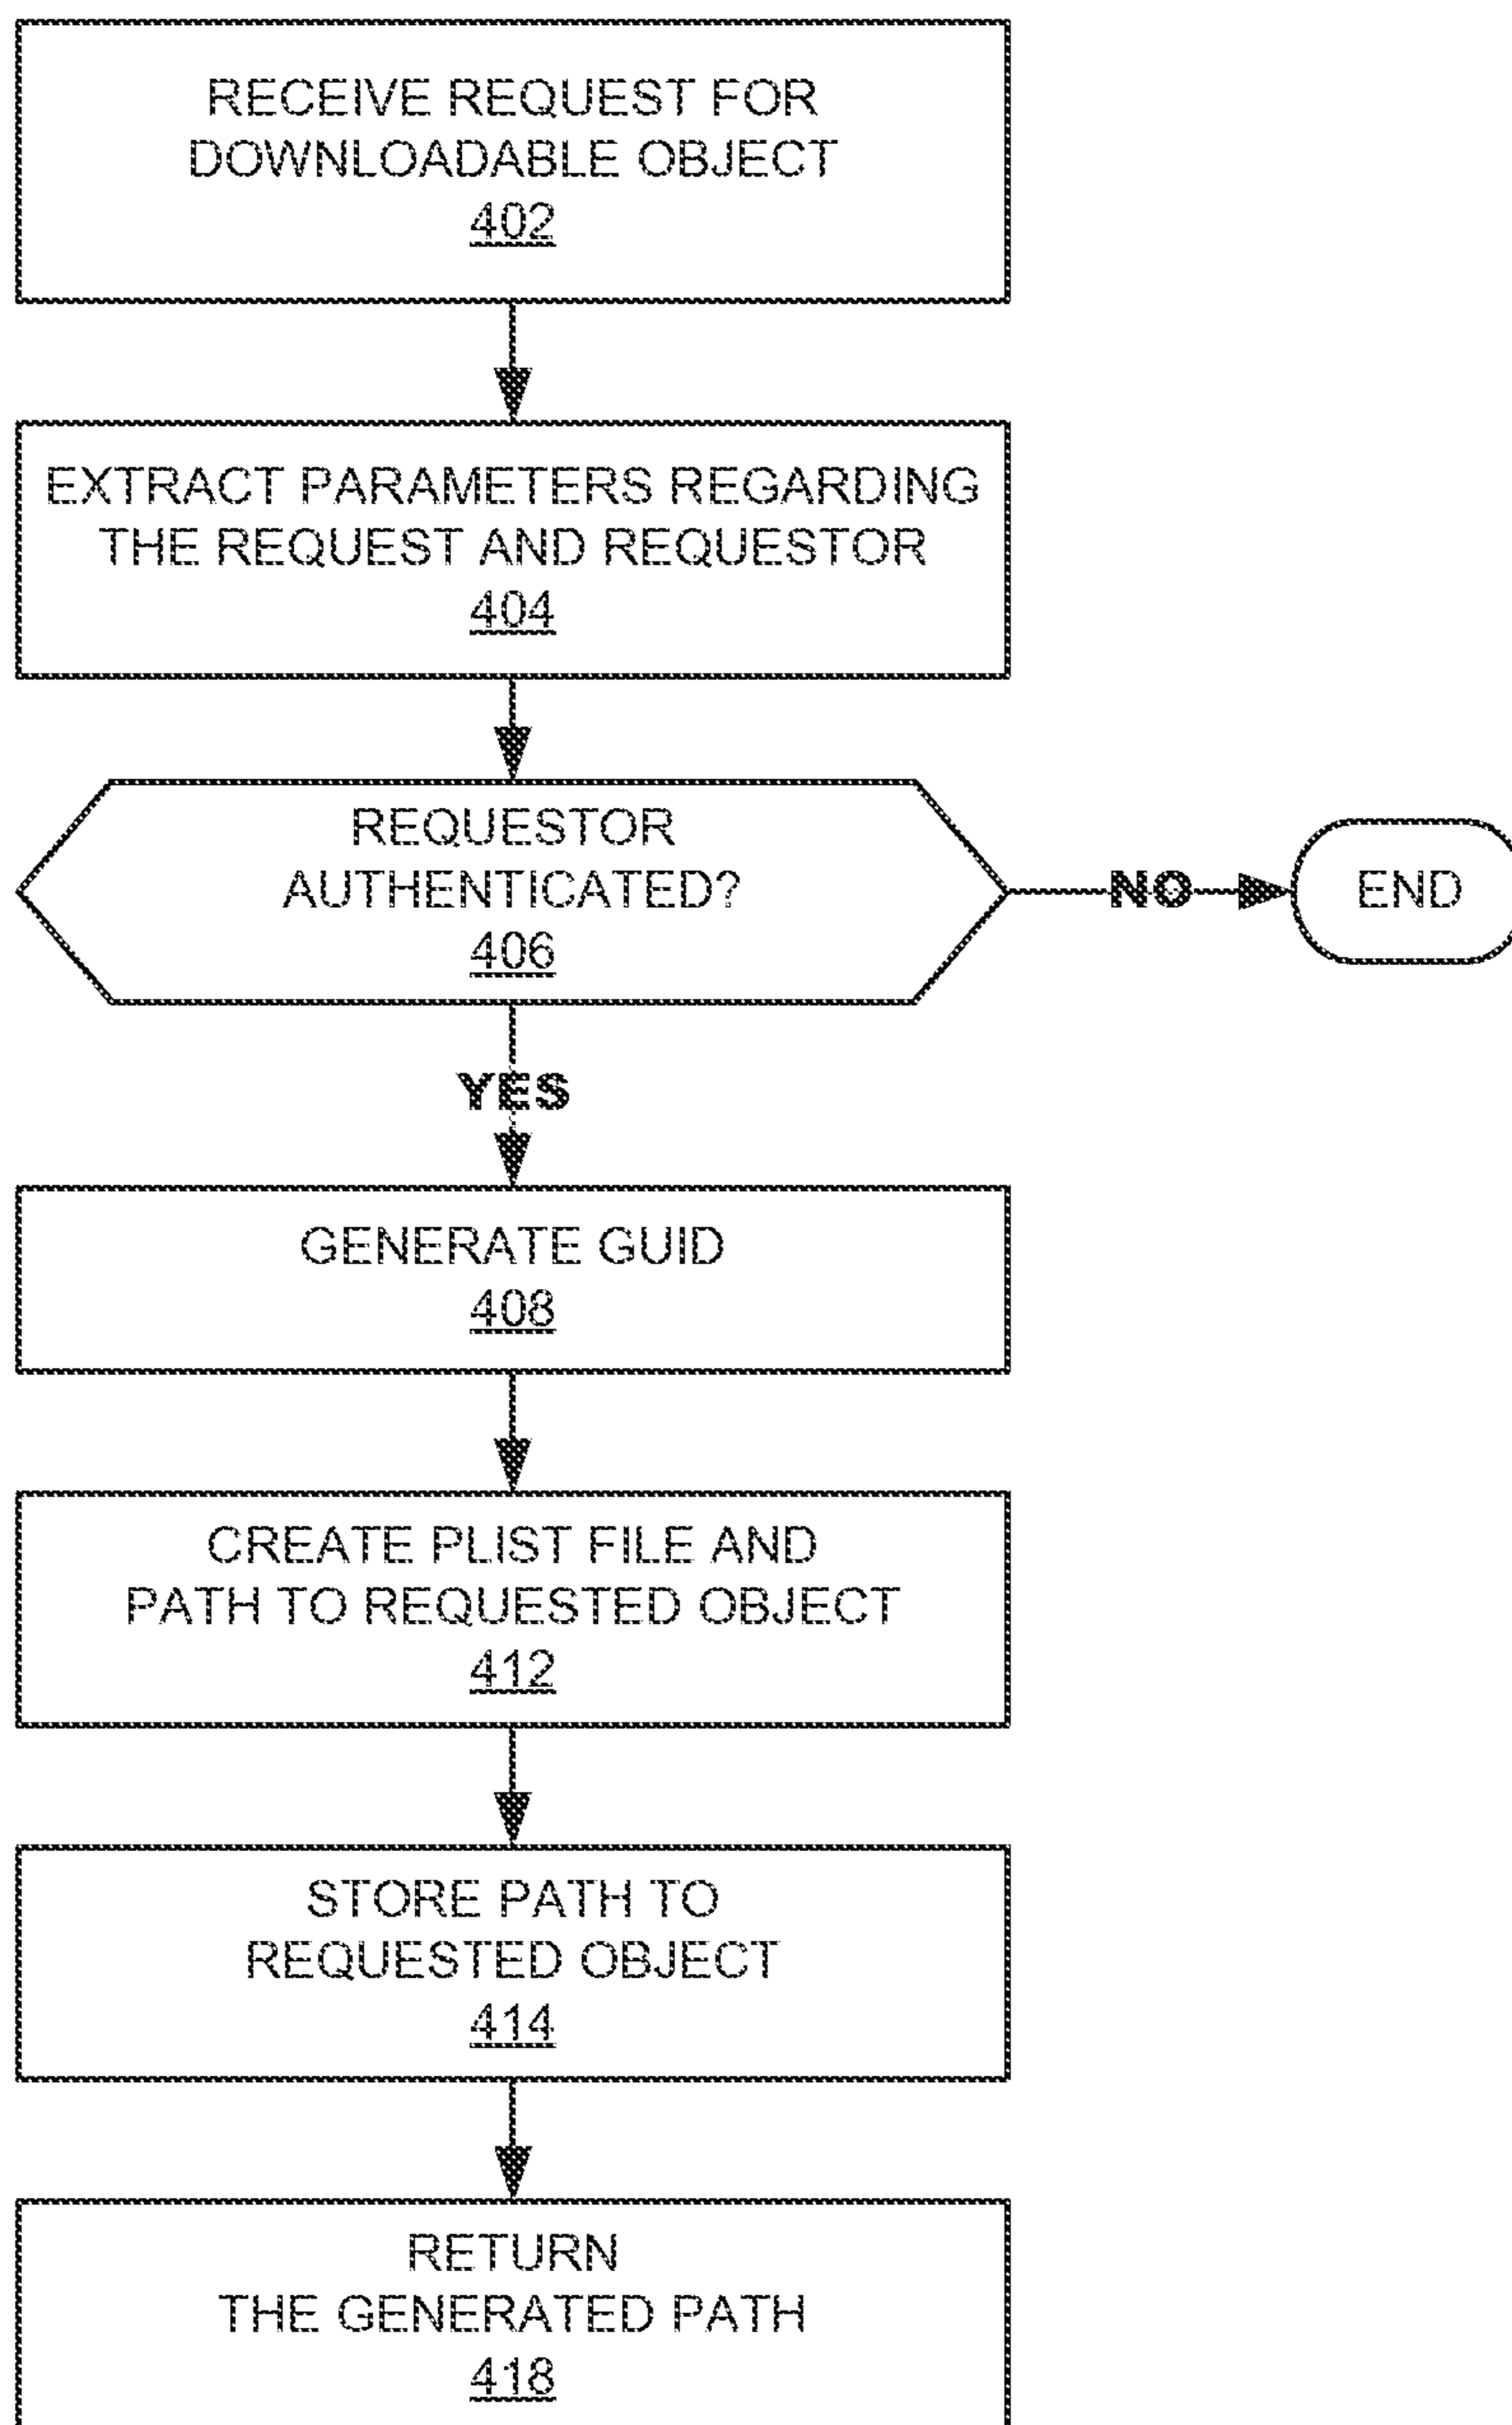 RECEIVE REQUEST FOR
DOWNLOADABLE OBJECT
402
EXTRACT PARAMETERS REGARDING
THE REQUEST AND REQUESTOR
404
REQUESTOR
AUTHENTICATED?
406
NO
END
YES
GENERATE GUID
408
CREATE PLIST FILE AND
PATH TO REQUESTED OBJECT
412
STORE PATH TO
REQUESTED OBJECT
414
RETURN
THE GENERATED PATH
418